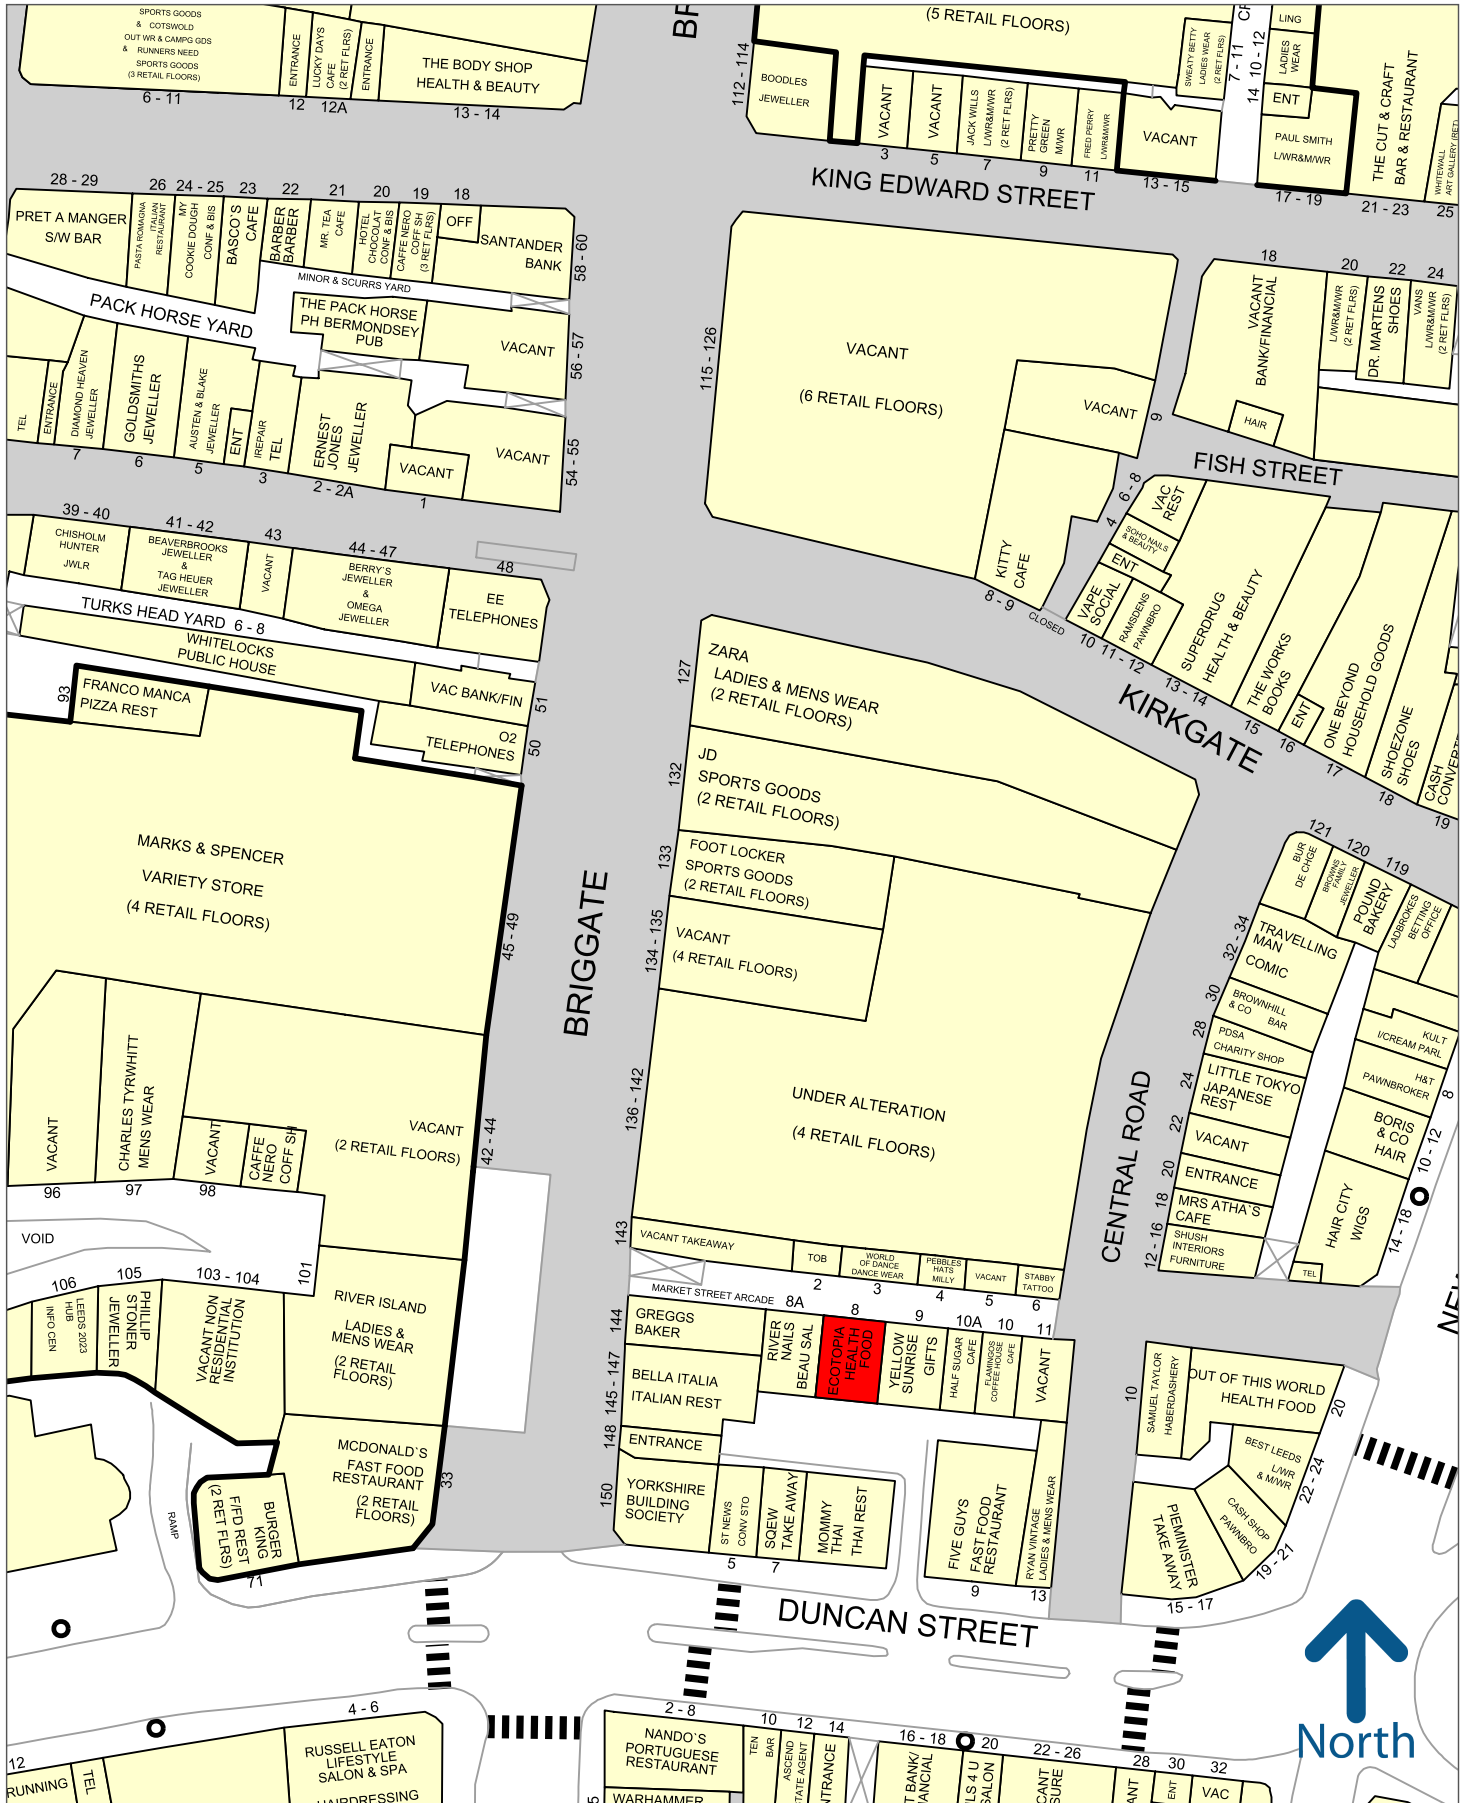 SPORTS GOODS
& COTSWOLD
OUT WR & CAMPG GDS
& RUNNERS NEED
SPORTS GOODS
(3 RETAIL FLOORS)
6 - 11
ENTRANCE
12
LUCKY DAYS
CAFE
(2 RET FLRS)
12A
ENTRANCE
THE BODY SHOP
HEALTH & BEAUTY
13 - 14
BR
112 - 114
BOODLES
JEWELLER
(5 RETAIL FLOORS)
VACANT
3
VACANT
5
JACK WILLS
L/WR&M/WR
(2 RET FLRS)
7
PRETTY
GREEN
M/WR
9
FRED PERRY
L/WR&M/WR
11
SWEATY BETTY
LADIES WEAR
(2 RET FLRS)
VACANT
13 - 15
7 - 11
14 10 - 12
LING
LADIES
WEAR
ENT
PAUL SMITH
L/WR&M/WR
17 - 19
THE CUT & CRAFT
BAR & RESTAURANT
21 - 23
WHITEWALL
ART GALLERY (RET)
25
KING EDWARD STREET
28 - 29
PRET A MANGER
S/W BAR
26
PASTA ROMAGNA
ITALIAN
RESTAURANT
24 - 25
MY
COOKIE DOUGH
CONF & BIS
23
BASCO`S
CAFE
22
BARBER
BARBER
21
MR. TEA
CAFE
20
HOTEL
CHOCOLAT
CONF & BIS
19
CAFFE NERO
COFF SH
(3 RET FLRS)
18
OFF
SANTANDER
BANK
58 - 60
MINOR & SCURRS YARD
PACK HORSE YARD
THE PACK HORSE
PH BERMONDSEY
PUB
VACANT
56 - 57
TEL
ENTRANCE
DIAMOND HEAVEN
JEWELLER
7
GOLDSMITHS
JEWELLER
6
AUSTEN & BLAKE
JEWELLER
5
ENT
IREPAIR
TEL
3
ERNEST
JONES
JEWELLER
2 - 2A
VACANT
1
VACANT
54 - 55
115 - 126
VACANT
(6 RETAIL FLOORS)
VACANT
9
KITTY
CAFE
8 - 9
18
VACANT
BANK/FINANCIAL
HAIR
20
L/WR&M/WR
(2 RET FLRS)
22
DR. MARTENS
SHOES
24
VANS
L/WR&M/WR
(2 RET FLRS)
FISH STREET
6 - 8
VAC
REST
4
SOHO NAILS
& BEAUTY
ENT
VAPE
SOCIAL
CLOSED
10
RAMSDENS
PAWNBRO
11 - 12
SUPERDRUG
HEALTH & BEAUTY
13 - 14
THE WORKS
BOOKS
15
ENT
16
ONE BEYOND
HOUSEHOLD GOODS
17
SHOEZONE
SHOES
18
CASH
CONVERT
19
KIRKGATE
39 - 40
CHISHOLM
HUNTER
JWLR
41 - 42
BEAVERBROOKS
JEWELLER
&
TAG HEUER
JEWELLER
43
VACANT
44 - 47
BERRY`S
JEWELLER
&
OMEGA
JEWELLER
48
EE
TELEPHONES
TURKS HEAD YARD 6 - 8
WHITELOCKS
PUBLIC HOUSE
VAC BANK/FIN
51
93
FRANCO MANCA
PIZZA REST
O2
TELEPHONES
50
MARKS & SPENCER
VARIETY STORE
(4 RETAIL FLOORS)
45 - 49
BRIGGATE
127
ZARA
LADIES & MENS WEAR
(2 RETAIL FLOORS)
132
JD
SPORTS GOODS
(2 RETAIL FLOORS)
133
FOOT LOCKER
SPORTS GOODS
(2 RETAIL FLOORS)
134 - 135
VACANT
(4 RETAIL FLOORS)
136 - 142
UNDER ALTERATION
(4 RETAIL FLOORS)
121
BUR
DE CHGE
120
BROWNS
FAMILY
JEWELLER
119
POUND
BAKERY
LADBROKES
BETTING
OFFICE
32 - 34
TRAVELLING
MAN
COMIC
30
BROWNHILL
& CO BAR
28
PDSA
CHARITY SHOP
24
LITTLE TOKYO
JAPANESE
REST
22
VACANT
20
ENTRANCE
18
MRS ATHA`S
CAFE
12 - 16
SHUSH
INTERIORS
FURNITURE
KULT
I/CREAM PARL
H&T
PAWNBROKER
8
BORIS
& CO
HAIR
10 - 12
HAIR CITY
WIGS
14 - 18
TEL
CENTRAL ROAD
VACANT
96
CHARLES TYRWHITT
MENS WEAR
97
VACANT
98
CAFFE
NERO
COFF SH
VACANT
(2 RETAIL FLOORS)
42 - 44
VOID
106
LEEDS 2023
HUB
INFO CEN
105
PHILLIP
STONER
JEWELLER
103 - 104
VACANT NON
RESIDENTIAL
INSTITUTION
101
RIVER ISLAND
LADIES &
MENS WEAR
(2 RETAIL
FLOORS)
MCDONALD`S
FAST FOOD
RESTAURANT
(2 RETAIL
FLOORS)
33
BURGER
KING
F/FD REST
(2 RET FLRS)
71
RAMP
143
VACANT TAKEAWAY
TOB
2
WORLD
OF DANCE
DANCE WEAR
3
PEBBLES
HATS
MILLY
4
VACANT
5
STABBY
TATTOO
6
MARKET STREET ARCADE
144
GREGGS
BAKER
8A
RIVER
NAILS
BEAU SAL
8
ECOTOPIA
HEALTH
FOOD
9
YELLOW
SUNRISE
GIFTS
10A
HALF SUGAR
CAFE
10
FLAMINGOS
COFFEE HOUSE
CAFE
11
VACANT
145 - 147
BELLA ITALIA
ITALIAN REST
148
ENTRANCE
150
YORKSHIRE
BUILDING
SOCIETY
ST NEWS
CONV STO
5
SQEW
TAKE AWAY
7
MOMMY
THAI
THAI REST
FIVE GUYS
FAST FOOD
RESTAURANT
9
RYAN VINTAGE
LADIES & MENS WEAR
13
10
SAMUEL TAYLOR
HABERDASHERY
OUT OF THIS WORLD
HEALTH FOOD
20
BEST LEEDS
L/WR
& M/WR
22 - 24
CASH SHOP
PAWNBRO
19 - 21
PIEMINISTER
TAKE AWAY
15 - 17
DUNCAN STREET
North
12
RUNNING
TEL
4 - 6
RUSSELL EATON
LIFESTYLE
SALON & SPA
HAIRDRESSING
2 - 8
NANDO`S
PORTUGUESE
RESTAURANT
WARHAMMER
10
TEN
BAR
12
ASCEND
TATE AGENT
14
NTRANCE
16 - 18
T BANK/
NANCIAL
20
LS 4 U
SALON
22 - 26
CANT
SURE
28
ANT
30
ENT
32
VAC